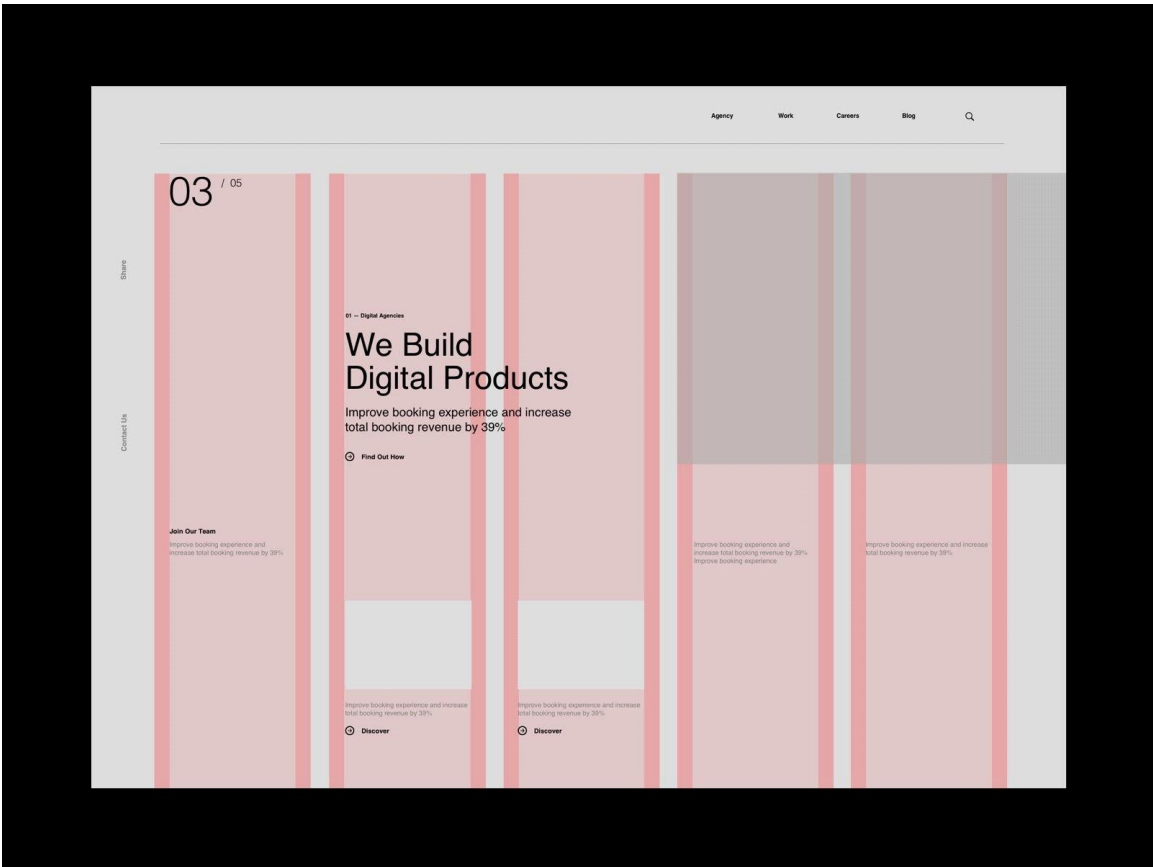 Agency
Work
Careers
Blog
03 / 05
Share
Contact Us
01 — Digital Agencies
We Build
Digital Products
Improve booking experience and increase
total booking revenue by 39%
Find Out How
Join Our Team
Improve booking experience and
increase total booking revenue by 39%
Improve booking experience and
increase total booking revenue by 39%
Improve booking experience
Improve booking experience and increase
total booking revenue by 39%
Improve booking experience and increase
total booking revenue by 39%
Discover
Improve booking experience and increase
total booking revenue by 39%
Discover